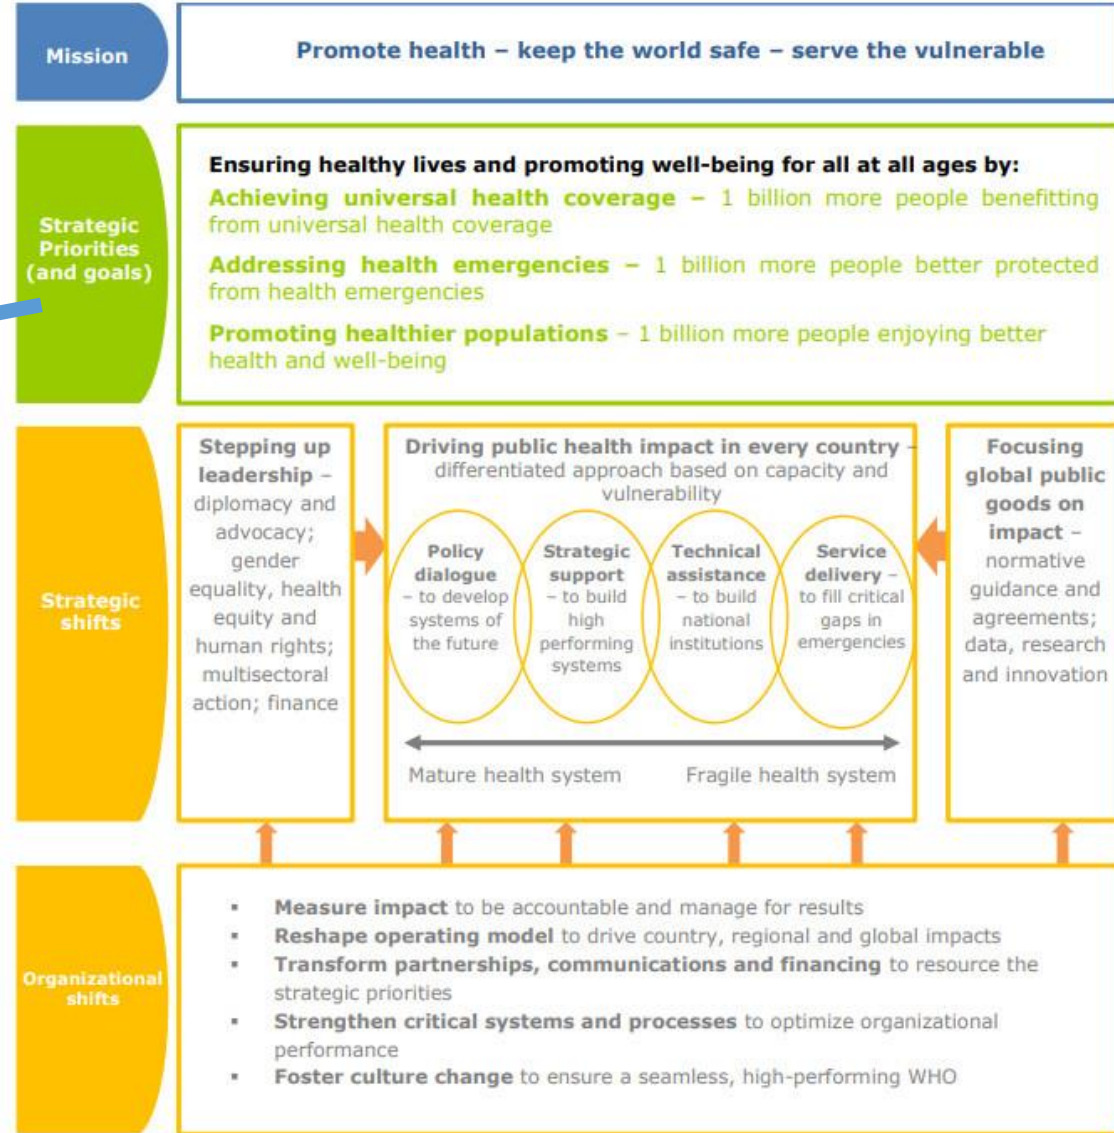 Mission
Promote health – keep the world safe – serve the vulnerable
Strategic
Priorities
(and goals)
Ensuring healthy lives and promoting well-being for all at all ages by:
Achieving universal health coverage – 1 billion more people benefitting
from universal health coverage
Addressing health emergencies – 1 billion more people better protected
from health emergencies
Promoting healthier populations – 1 billion more people enjoying better
health and well-being
Strategic
shifts
Stepping up
leadership –
diplomacy and
advocacy;
gender
equality, health
equity and
human rights;
multisectoral
action; finance
Driving public health impact in every country –
differentiated approach based on capacity and
vulnerability
Policy
dialogue
– to develop
systems of
the future
Strategic
support
– to build
high
performing
systems
Technical
assistance
– to build
national
institutions
Service
delivery –
to fill critical
gaps in
emergencies
Mature health system
Fragile health system
Focusing
global public
goods on
impact –
normative
guidance and
agreements;
data, research
and innovation
Organizational
shifts
▪ Measure impact to be accountable and manage for results
▪ Reshape operating model to drive country, regional and global impacts
▪ Transform partnerships, communications and financing to resource the
strategic priorities
▪ Strengthen critical systems and processes to optimize organizational
performance
▪ Foster culture change to ensure a seamless, high-performing WHO